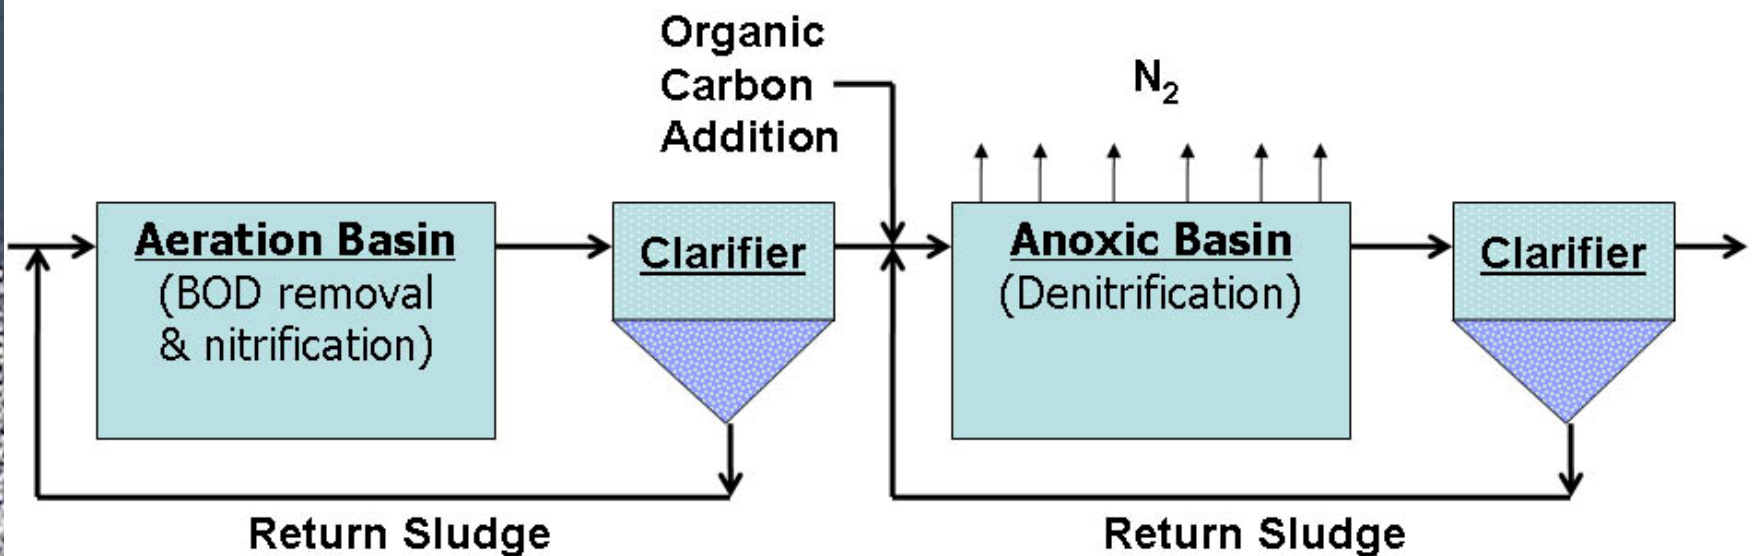 Organic
Carbon
Addition
N₂
Aeration Basin
(BOD removal
& nitrification)
Clarifier
Anoxic Basin
(Denitrification)
Clarifier
Return Sludge
Return Sludge